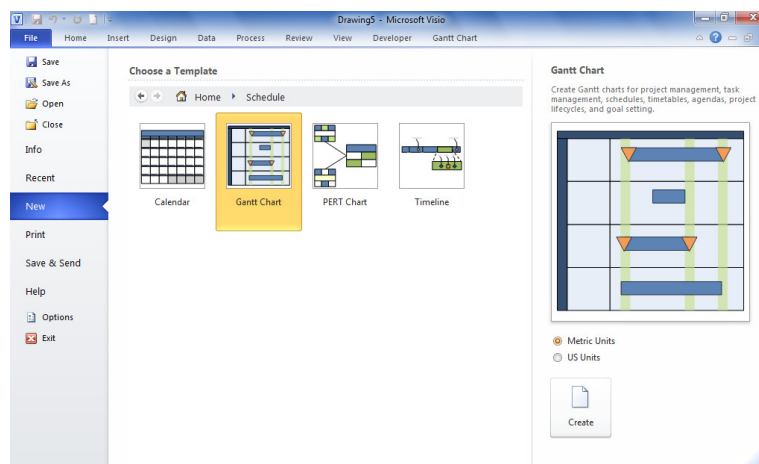 Drawing5 - Microsoft Visio
File Home Insert Design Data Process Review View Developer Gantt Chart
Save
Save As
Open
Close
Info
Recent
New
Print
Save & Send
Help
Options
Exit
Choose a Template
Home Schedule
Calendar Gantt Chart PERT Chart Timeline
Gantt Chart
Create Gantt charts for project management, task
management, schedules, timetables, agendas, project
lifecycles, and goal setting.
Metric Units
US Units
Create